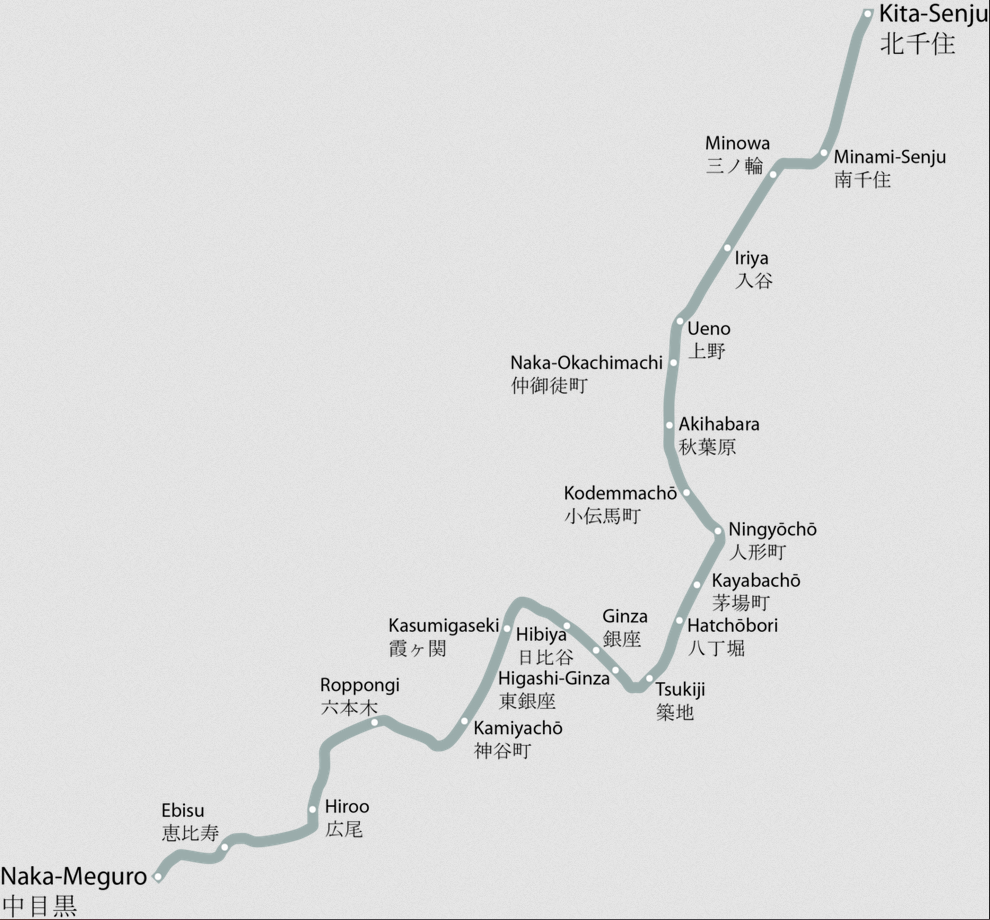 Kita-Senju
北千住
Minowa
三ノ輪
Minami-Senju
南千住
Iriya
入谷
Ueno
上野
Naka-Okachimachi
仲御徒町
Akihabara
秋葉原
Kodemmachō
小伝馬町
Ningyōchō
人形町
Kayabachō
茅場町
Hatchōbori
八丁堀
Ginza
銀座
Kasumigaseki
霞ヶ関
Hibiya
日比谷
Higashi-Ginza
東銀座
Tsukiji
築地
Roppongi
六本木
Kamiyachō
神谷町
Hiroo
広尾
Ebisu
恵比寿
Naka-Meguro
中目黒